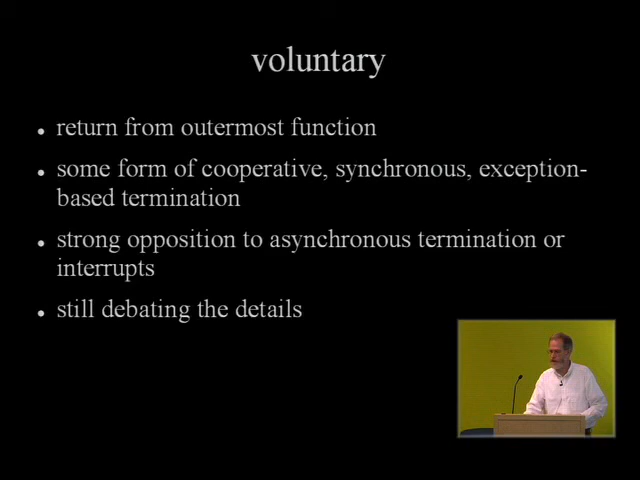 voluntary
return from outermost function
some form of cooperative, synchronous, exception-
based termination
strong opposition to asynchronous termination or
interrupts
still debating the details